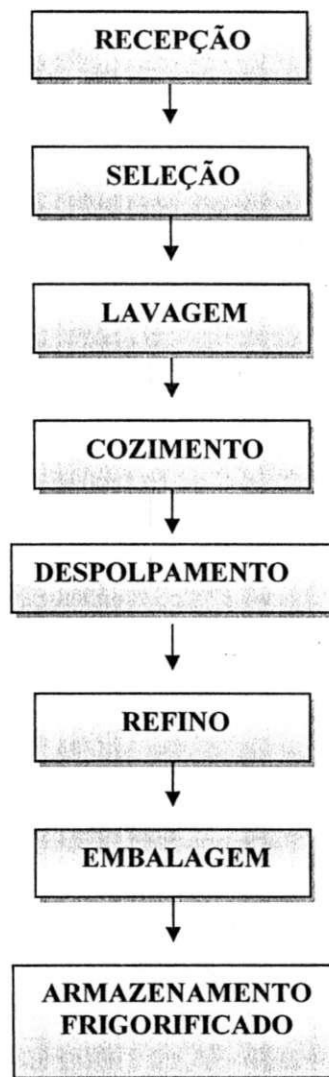 RECEPÇÃO
SELEÇÃO
LAVAGEM
COZIMENTO
DESPOLPAMENTO
REFINO
EMBALAGEM
ARMAZENAMENTO
FRIGORIFICADO